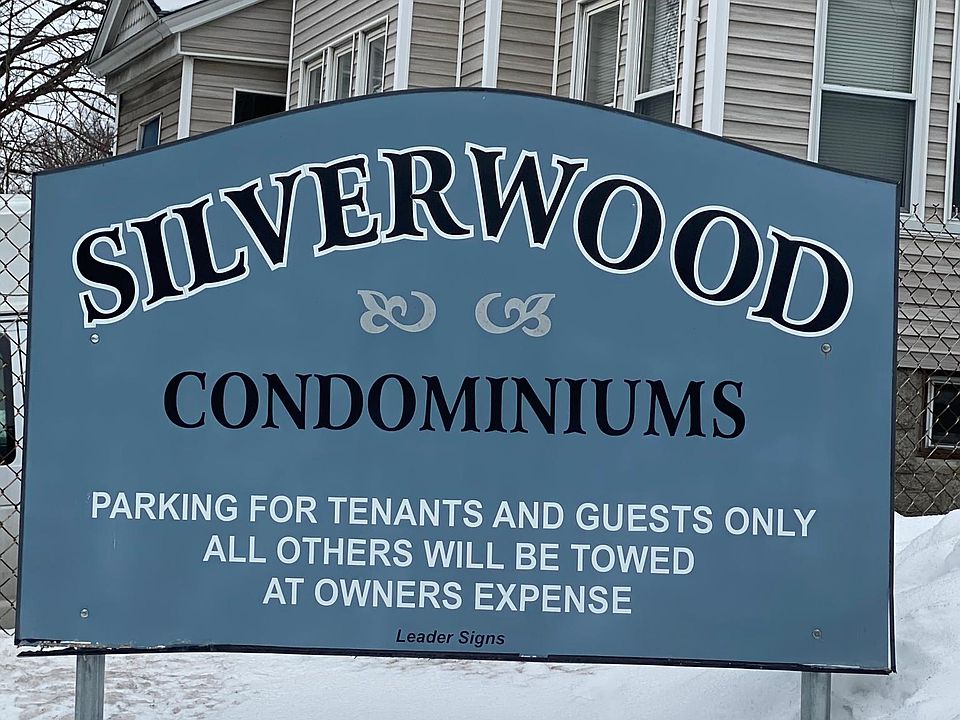 SILVERWOOD
CONDOMINIUMS
PARKING FOR TENANTS AND GUESTS ONLY
ALL OTHERS WILL BE TOWED
AT OWNERS EXPENSE
Leader Signs